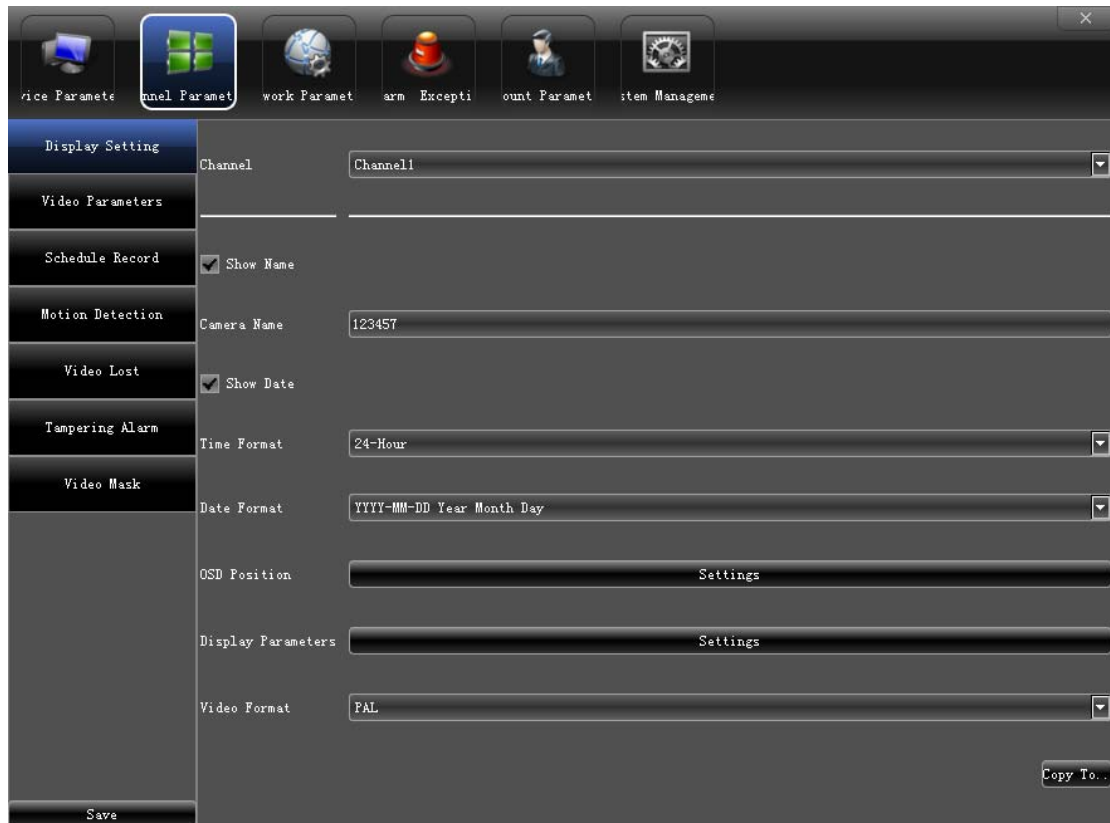 vice Paramete nnel Paramet work Paramet arm Excepti ount Paramet stem Manageme
Display Setting
Video Parameters
Schedule Record
Motion Detection
Video Lost
Tampering Alarm
Video Mask
Save
Channel Channel1
Show Name
Camera Name 123457
Show Date
Time Format 24-Hour
Date Format YYYY-MM-DD Year Month Day
OSD Position Settings
Display Parameters Settings
Video Format PAL
Copy To..